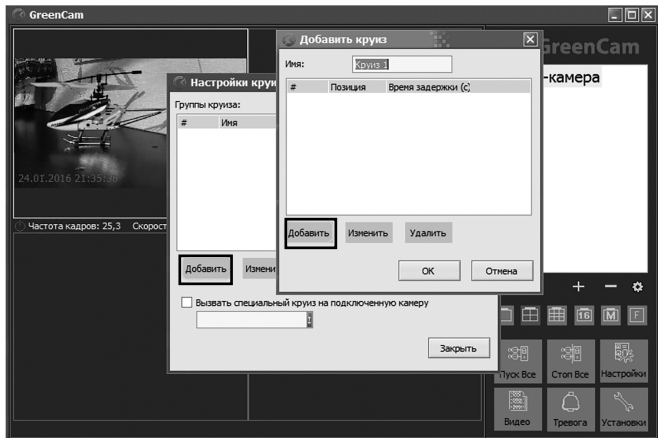 GreenCam
Добавить круиз
GreenCam
Имя:
Круиз 1
-камера
Настройки круи
# Позиция Время задержки (с)
Группы круиза:
# Имя
24.01.2016 21:35:38
Частота кадров: 25,3 Скорост
Добавить Изменить Удалить
Добавить Измени
OK Отмена
Вызвать специальный круиз на подключенную камеру
16 M F
Закрыть
Пуск Все Стоп Все Настройки
Видео Тревога Установки